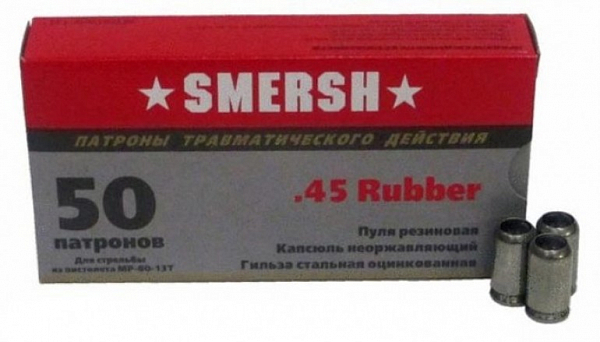 ★SMERSH★
ПАТРОНЫ ТРАВМАТИЧЕСКОГО ДЕЙСТВИЯ
50
патронов
Для стрельбы
из пистолета МР-80-13Т
.45 Rubber
Пуля резиновая
Капсюль неоржавляющий
Гильза стальная оцинкованная